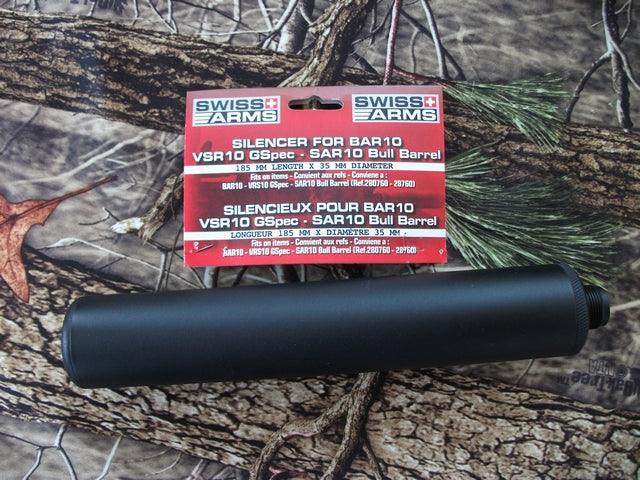 SWISS ARMS SWISS ARMS
SILENCER FOR BAR10
VSR10 GSpec - SAR10 Bull Barrel
185 MM LENGTH X 35 MM DIAMETER
Fits on items - Convient aux refs - Conviene a :
BAR10 - VRS10 GSpec - SAR10 Bull Barrel (Ref.280760 - 28760)
SILENCIEUX POUR BAR10
VSR10 GSpec - SAR10 Bull Barrel
LONGUEUR 185 MM X DIAMÈTRE 35 MM .
Fits on items - Convient aux refs - Conviene a :
BAR10 - VRS10 GSpec - SAR10 Bull Barrel (Ref.280760 - 28760)